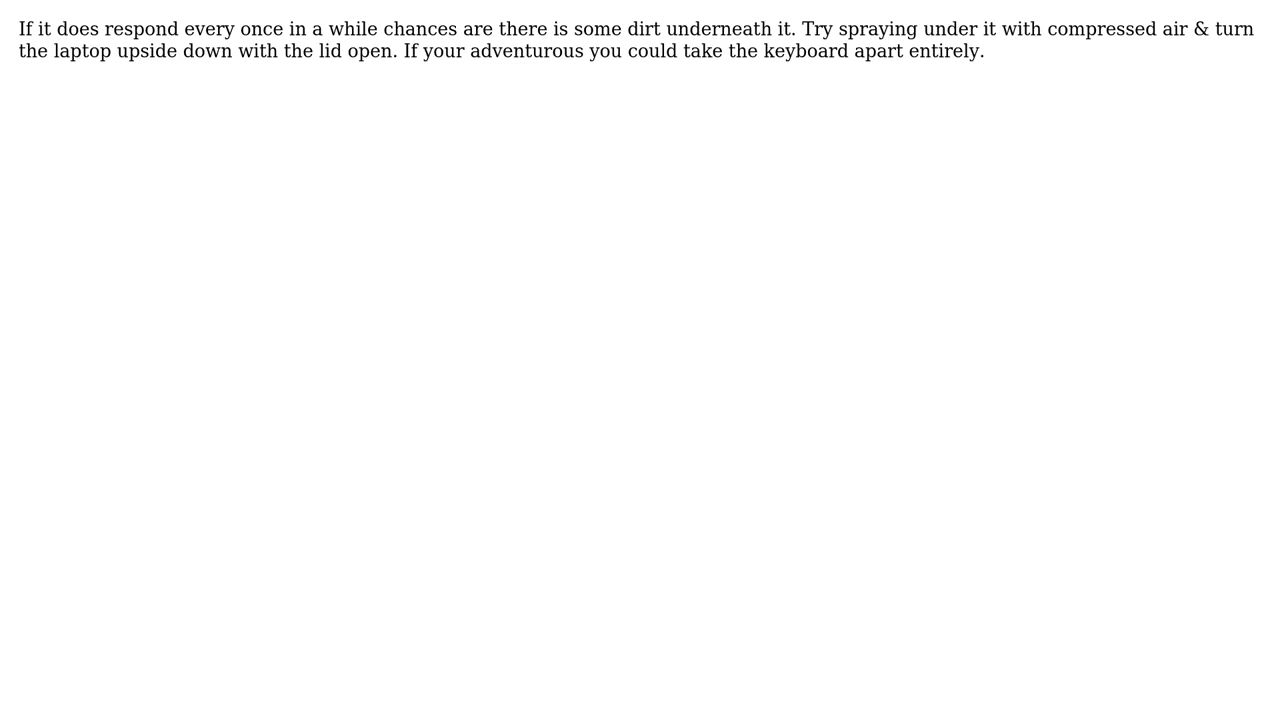 If it does respond every once in a while chances are there is some dirt underneath it. Try spraying under it with compressed air & turn
the laptop upside down with the lid open. If your adventurous you could take the keyboard apart entirely.